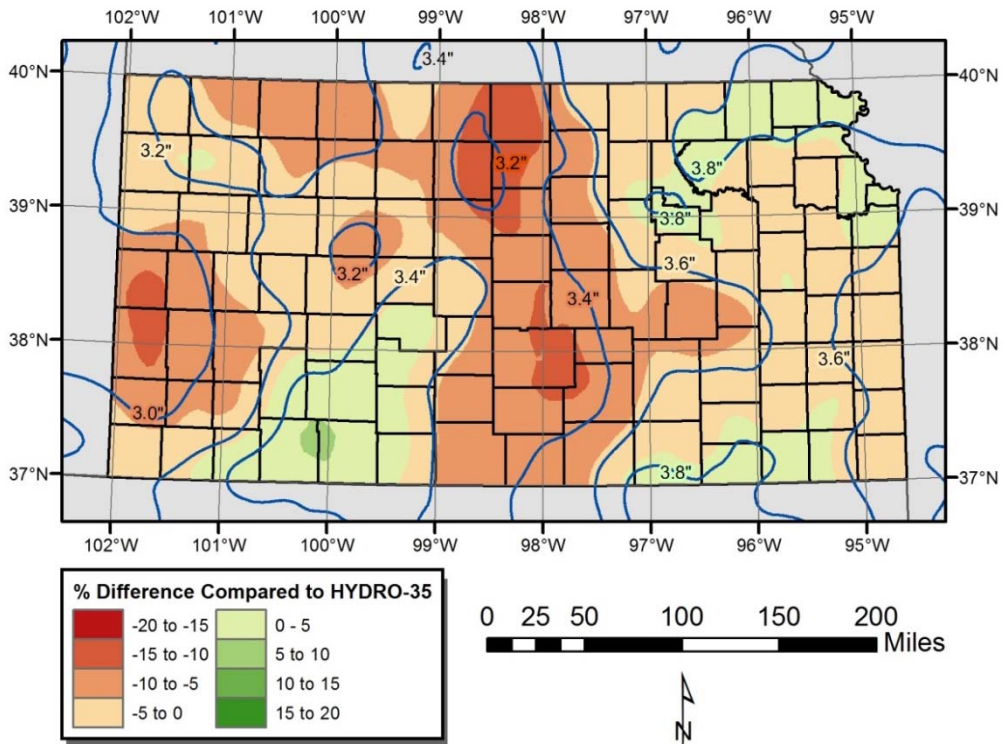 102°W 101°W 100°W 99°W 98°W 97°W 96°W 95°W
3.4"
40°N 40°N
3.2" 3.2" 3.8"
39°N 39°N
3.8"
3.2" 3.4" 3.6"
3.4"
38°N 38°N
3.6"
3.0"
37°N 3.8" 37°N
102°W 101°W 100°W 99°W 98°W 97°W 96°W 95°W
% Difference Compared to HYDRO-35
-20 to -15 0 - 5
-15 to -10 5 to 10
-10 to -5 10 to 15
-5 to 0 15 to 20
0 25 50 100 150 200
Miles
N